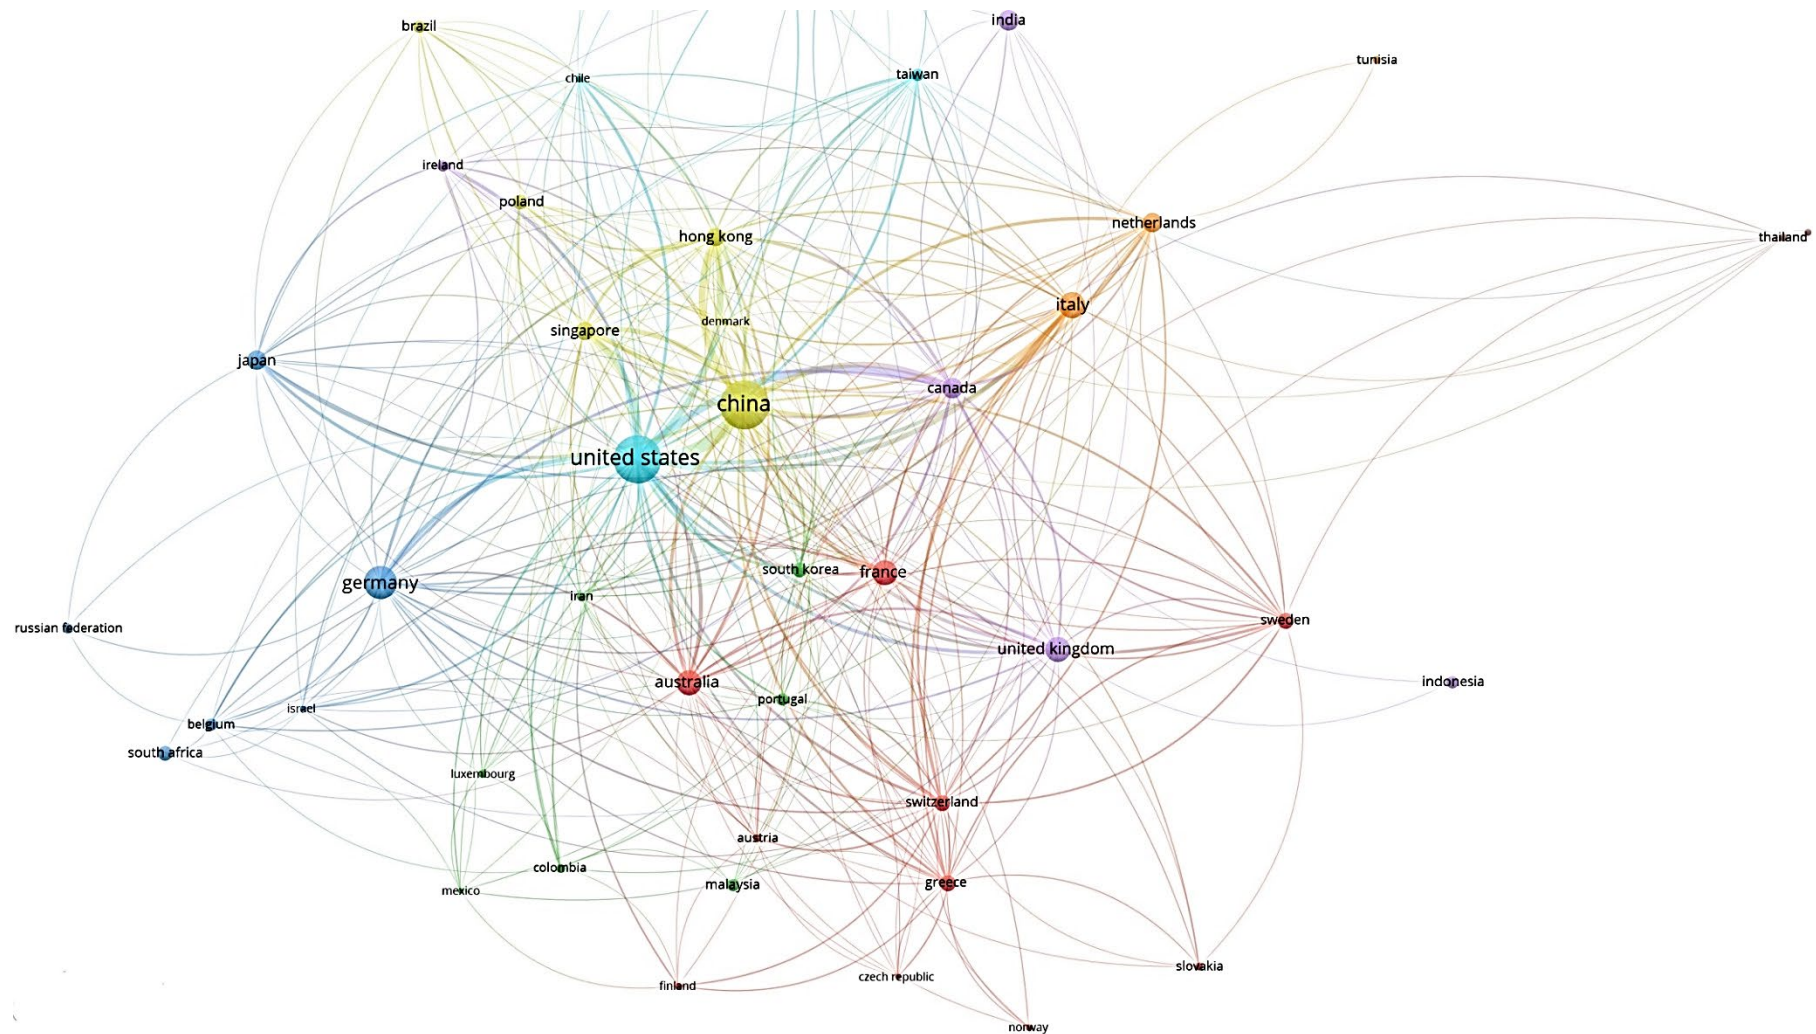 india
brazil
tunisia
taiwan
chile
ireland
poland
netherlands
hong kong
thailand
italy
denmark
singapore
japan
canada
china
united states
south korea
france
germany
iran
sweden
russian federation
united kingdom
australia
indonesia
portugal
israel
belgium
south africa
luxembourg
switzerland
austria
colombia
greece
malaysia
mexico
slovakia
czech republic
finland
norway